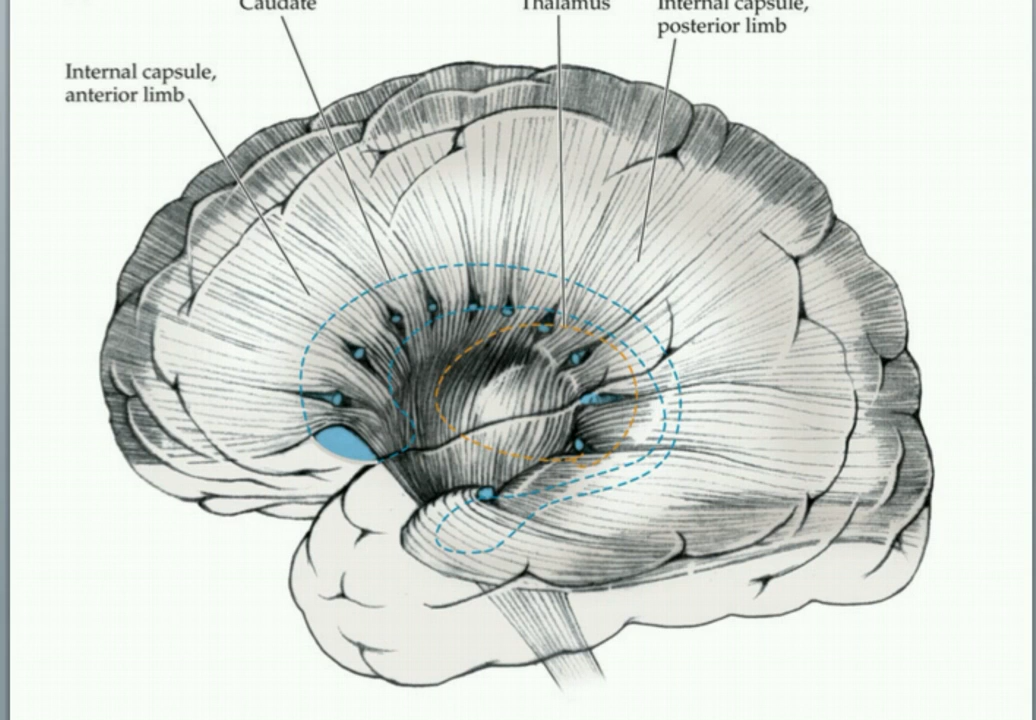 Caudate
Thalamus
Internal capsule,
posterior limb
Internal capsule,
anterior limb